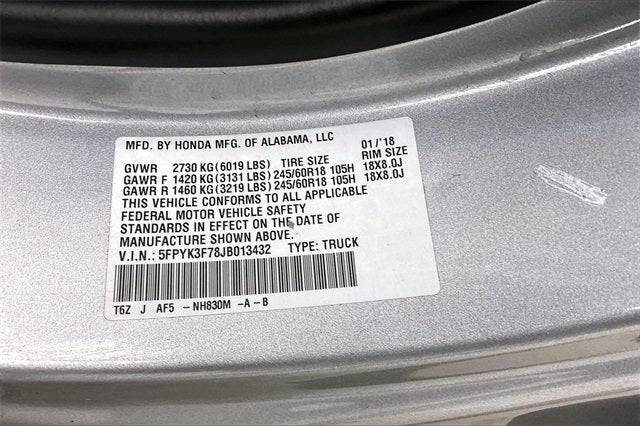 MFD. BY HONDA MFG. OF ALABAMA, LLC
01/'18
GVWR 2730 KG(6019 LBS) TIRE SIZE RIM SIZE
GAWR F 1420 KG(3131 LBS) 245/60R18 105H 18X8.0J
GAWR R 1460 KG(3219 LBS) 245/60R18 105H 18X8.0J
THIS VEHICLE CONFORMS TO ALL APPLICABLE
FEDERAL MOTOR VEHICLE SAFETY
STANDARDS IN EFFECT ON THE DATE OF
MANUFACTURE SHOWN ABOVE.
V.I.N.: 5FPYK3F78JB013432 TYPE: TRUCK
T6Z J AF5 -NH830M -A-B